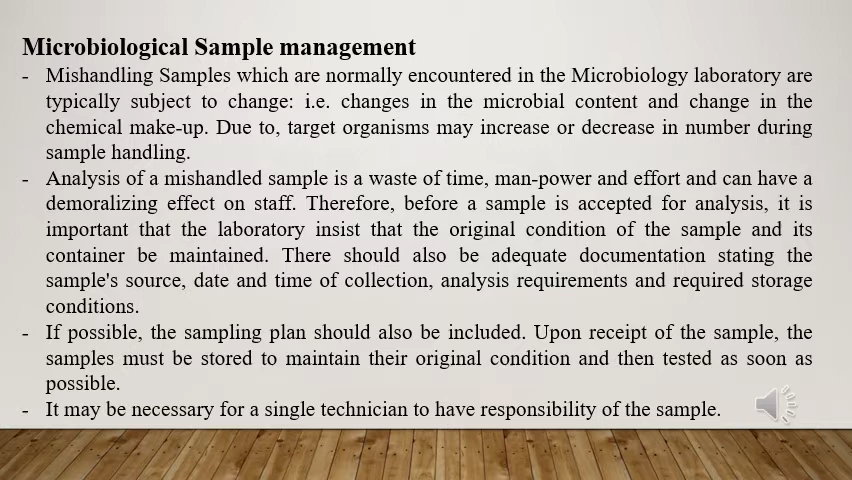 Microbiological Sample management
- Mishandling Samples which are normally encountered in the Microbiology laboratory are
typically subject to change: i.e. changes in the microbial content and change in the
chemical make-up. Due to, target organisms may increase or decrease in number during
sample handling.
- Analysis of a mishandled sample is a waste of time, man-power and effort and can have a
demoralizing effect on staff. Therefore, before a sample is accepted for analysis, it is
important that the laboratory insist that the original condition of the sample and its
container be maintained. There should also be adequate documentation stating the
sample's source, date and time of collection, analysis requirements and required storage
conditions.
- If possible, the sampling plan should also be included. Upon receipt of the sample, the
samples must be stored to maintain their original condition and then tested as soon as
possible.
- It may be necessary for a single technician to have responsibility of the sample.